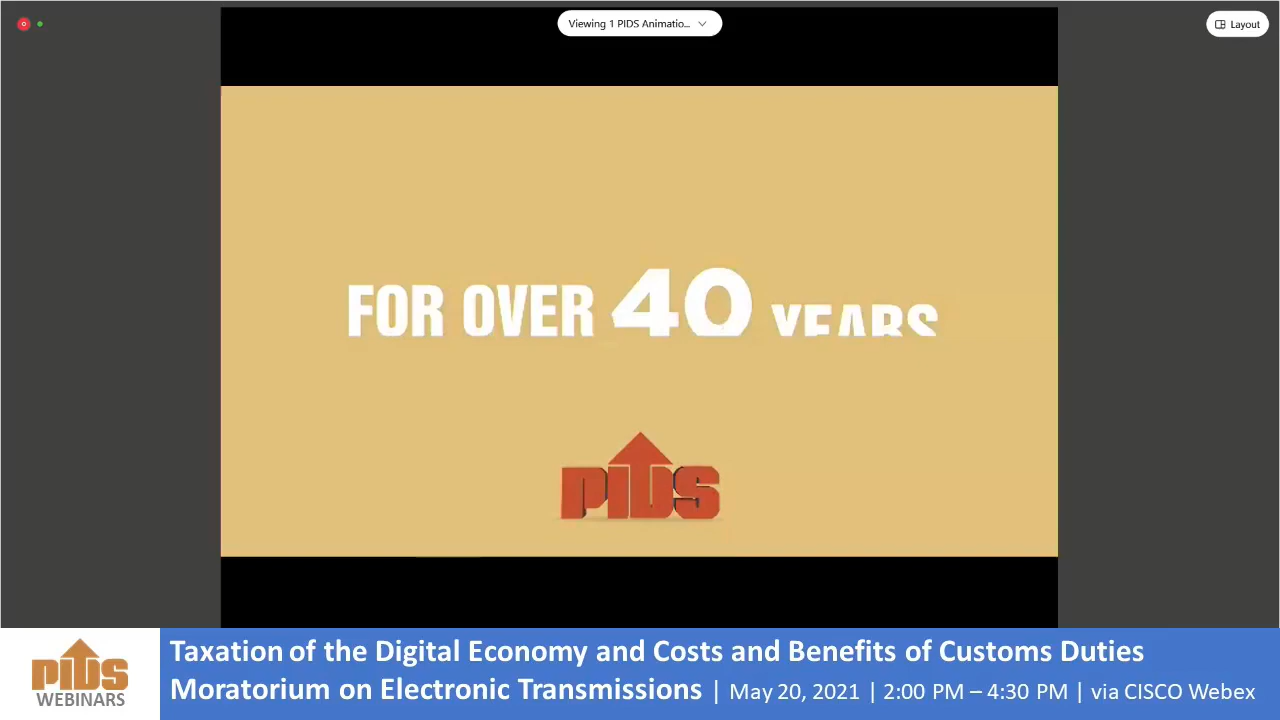 Viewing 1 PIDS Animatio...
Layout
FOR OVER 40 YEARS
PIDS
PIDS
WEBINARS
Taxation of the Digital Economy and Costs and Benefits of Customs Duties
Moratorium on Electronic Transmissions | May 20, 2021 | 2:00 PM – 4:30 PM | via CISCO Webex